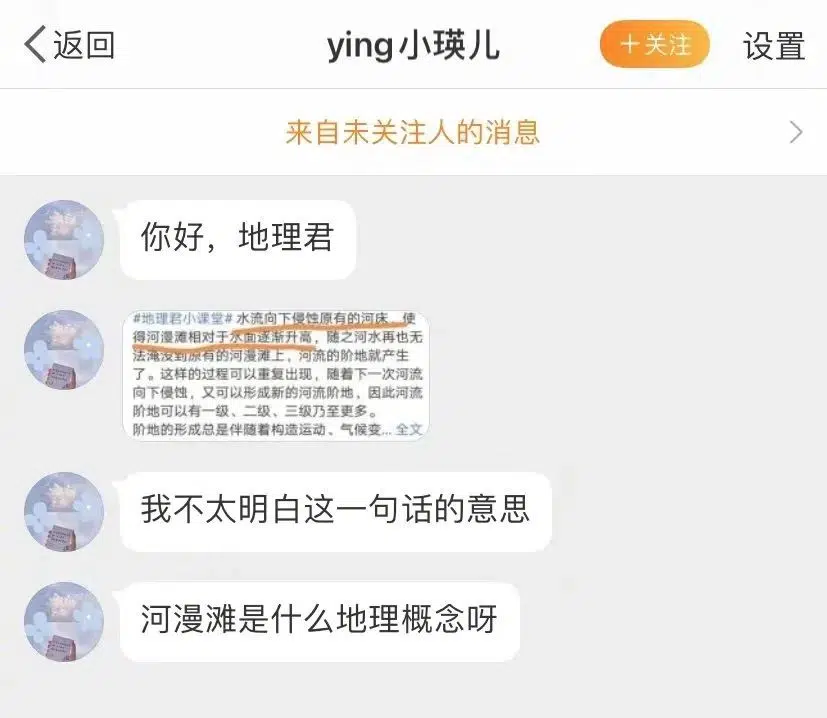 返回
ying小瑛儿
+关注
设置
来自未关注人的消息
你好，地理君
#地理君小课堂# 水流向下侵蚀原有的河床，使
得河漫滩相对于水面逐渐升高，随之河水再也无
法淹没到原有的河漫滩上，河流的阶地就产生
了。这样的过程可以重复出现，随着下一次河流
向下侵蚀，又可以形成新的河流阶地，因此河流
阶地可以有一级、二级、三级乃至更多。
阶地的形成总是伴随着构造运动、气候变... 全文
我不太明白这一句话的意思
河漫滩是什么地理概念呀